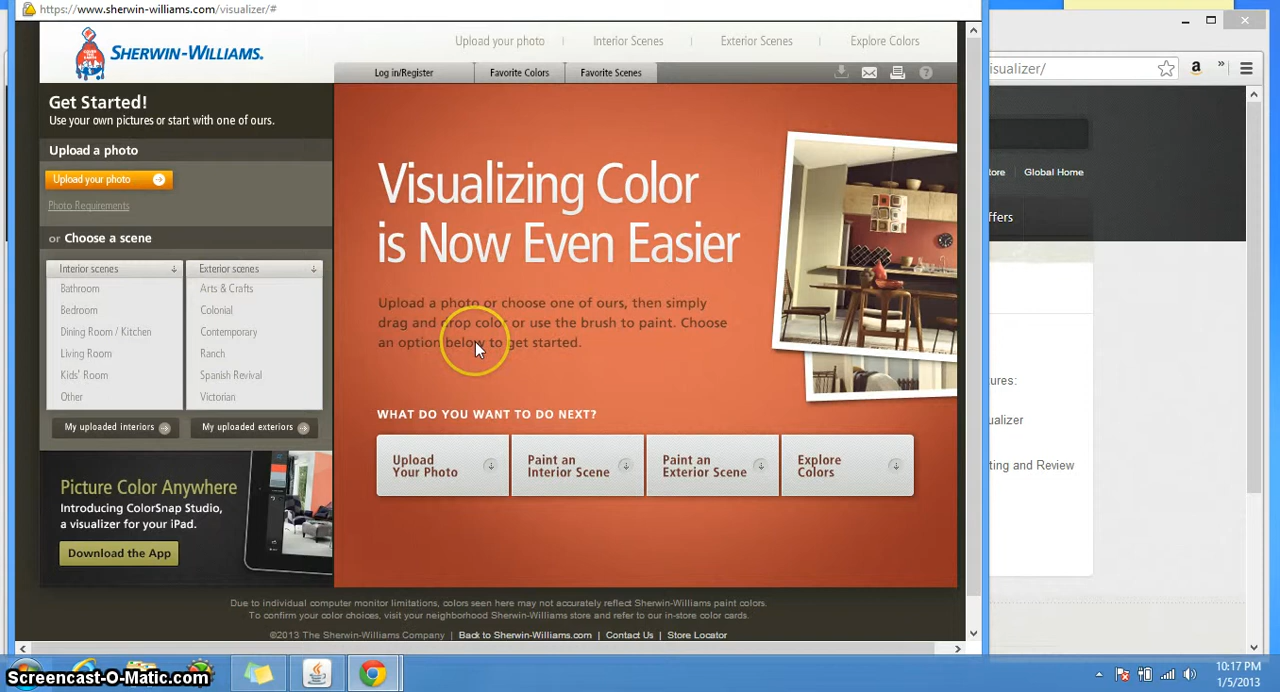 https://www.sherwin-williams.com/visualizer/#
SHERWIN-WILLIAMS.
Upload your photo
Interior Scenes
Exterior Scenes
Explore Colors
Log in/Register
Favorite Colors
Favorite Scenes
Get Started!
Use your own pictures or start with one of ours.
Upload a photo
Upload your photo
Photo Requirements
or Choose a scene
Interior scenes
Bathroom
Bedroom
Dining Room / Kitchen
Living Room
Kids' Room
Other
My uploaded interiors
Exterior scenes
Arts & Crafts
Colonial
Contemporary
Ranch
Spanish Revival
Victorian
My uploaded exteriors
Picture Color Anywhere
Introducing ColorSnap Studio,
a visualizer for your iPad.
Download the App
Visualizing Color
is Now Even Easier
Upload a photo or choose one of ours, then simply
drag and drop color or use the brush to paint. Choose
an option below to get started.
WHAT DO YOU WANT TO DO NEXT?
Upload
Your Photo
Paint an
Interior Scene
Paint an
Exterior Scene
Explore
Colors
Due to individual computer monitor limitations, colors seen here may not accurately reflect Sherwin-Williams paint colors.
To confirm your color choices, visit your neighborhood Sherwin-Williams store and refer to our in-store color cards.
©2013 The Sherwin-Williams Company | Back to Sherwin-Williams.com | Contact Us | Store Locator
isualizer/
ore | Global Home
ffers
tures:
ualizer
ting and Review
Screencast-O-Matic.com
10:17 PM
1/5/2013